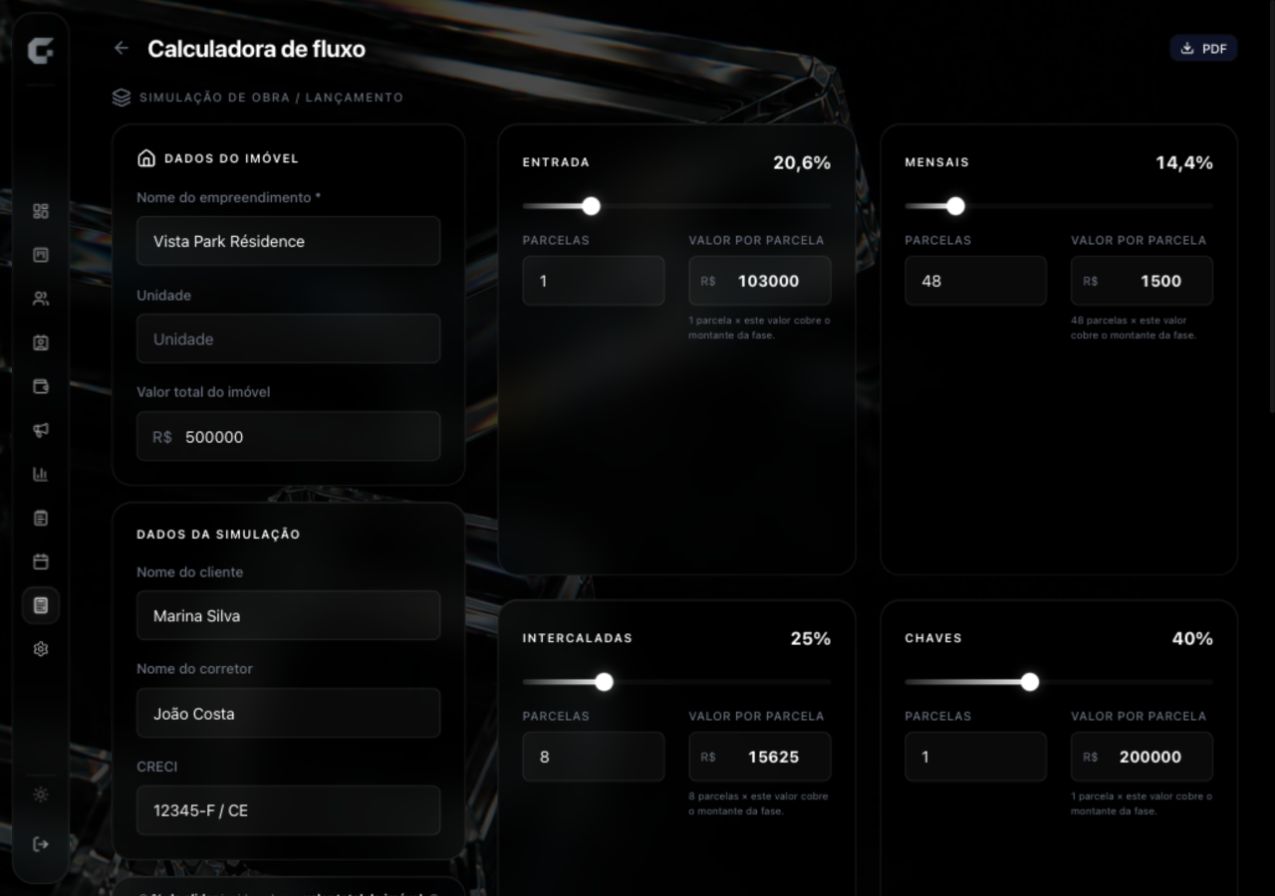 Calculadora de fluxo
PDF
SIMULAÇÃO DE OBRA / LANÇAMENTO
DADOS DO IMÓVEL
Nome do empreendimento *
Vista Park Résidence
Unidade
Unidade
Valor total do imóvel
R$ 500000
DADOS DA SIMULAÇÃO
Nome do cliente
Marina Silva
Nome do corretor
João Costa
CRECI
12345-F / CE
ENTRADA 20,6%
PARCELAS VALOR POR PARCELA
1 R$ 103000
1 parcela × este valor cobre o
montante da fase.
MENSAIS 14,4%
PARCELAS VALOR POR PARCELA
48 R$ 1500
48 parcelas × este valor
cobre o montante da fase.
INTERCALADAS 25%
PARCELAS VALOR POR PARCELA
8 R$ 15625
8 parcelas × este valor cobre
o montante da fase.
CHAVES 40%
PARCELAS VALOR POR PARCELA
1 R$ 200000
1 parcela × este valor cobre o
montante da fase.